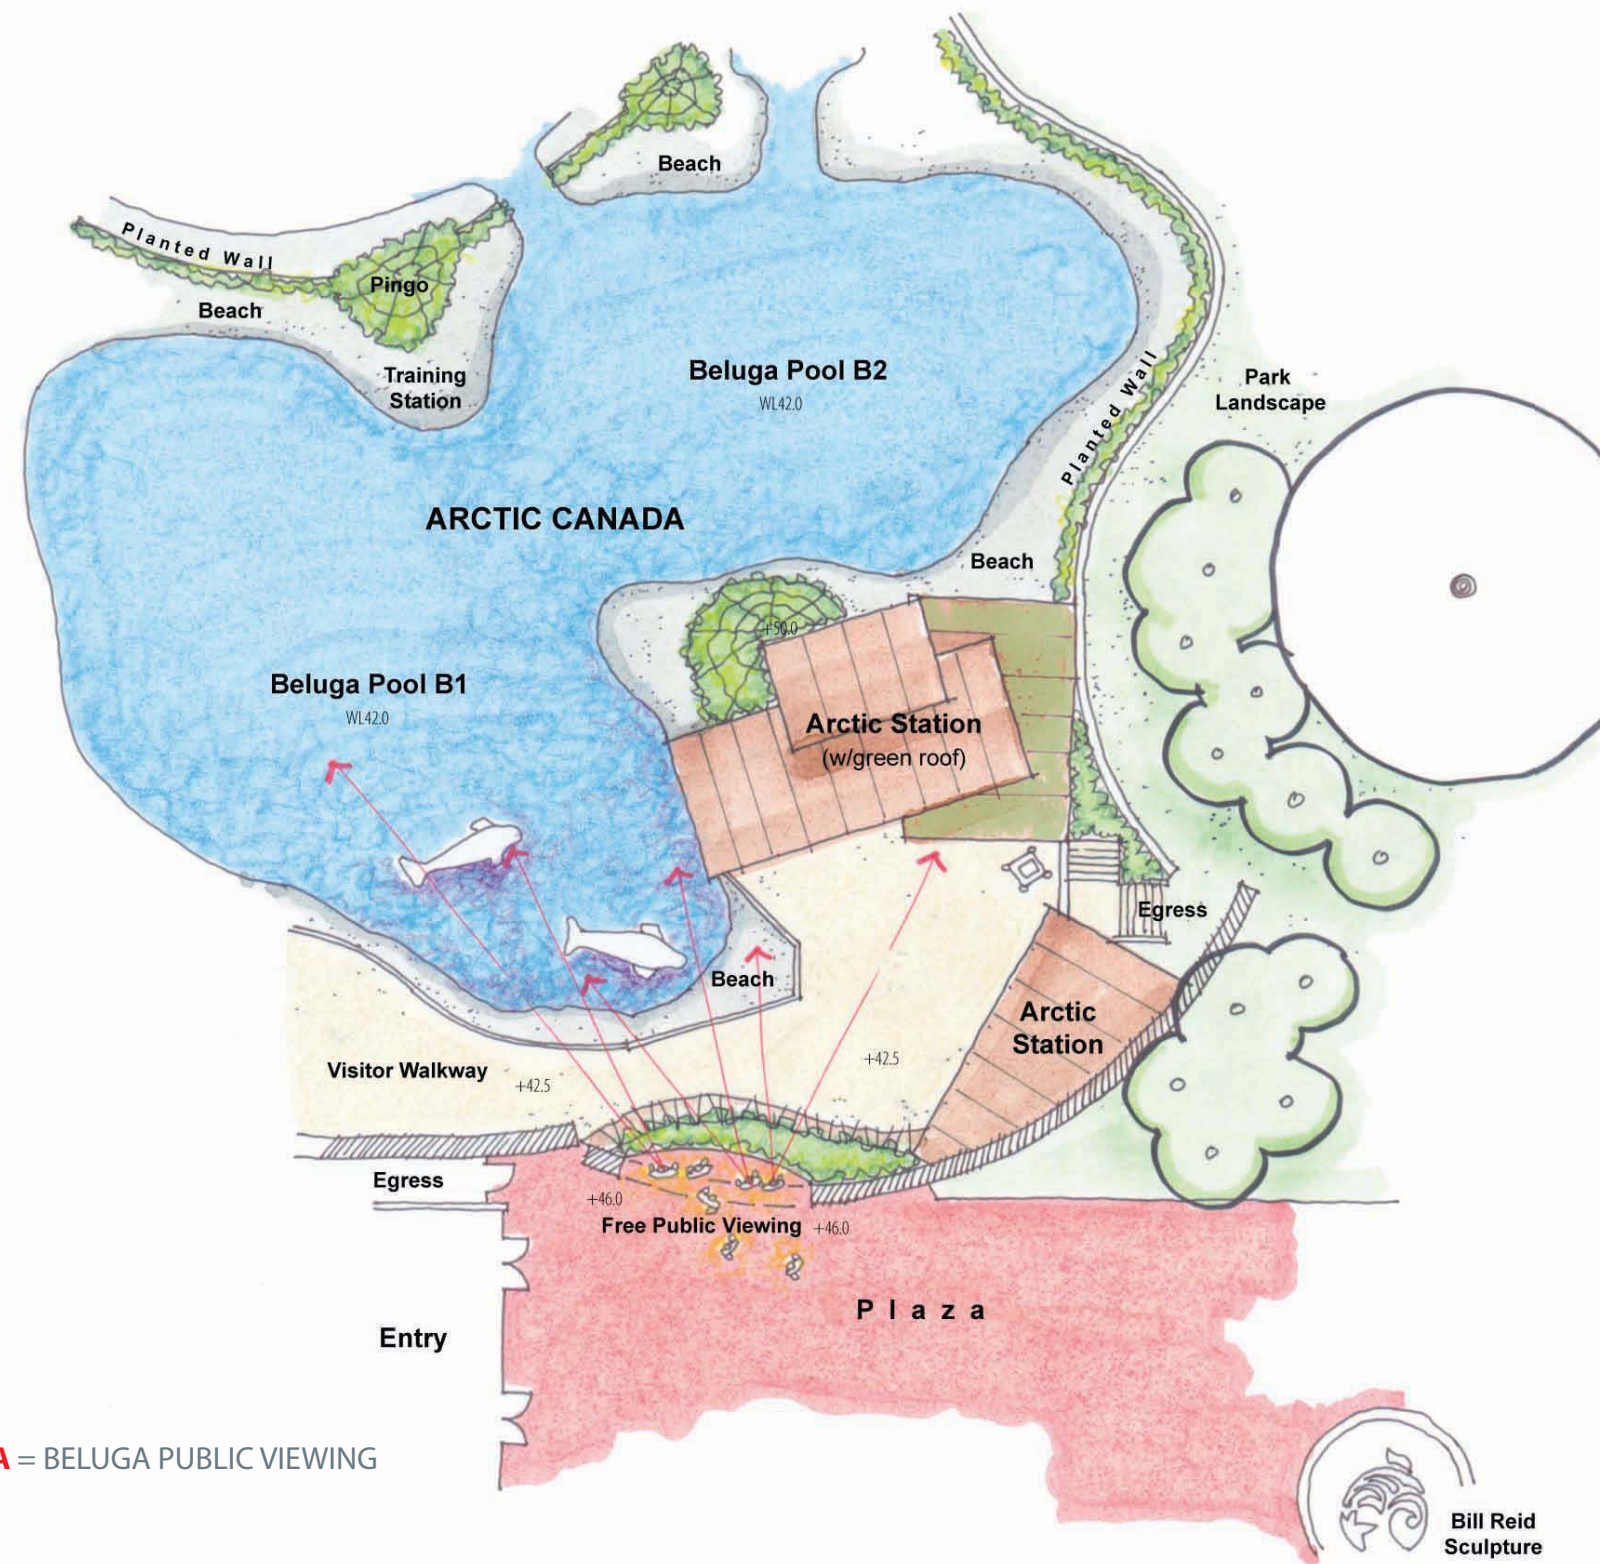 Beach
Planted Wall
Pingo
Beach
Training
Station
Beluga Pool B2
WL42.0
Planted Wall
Park
Landscape
ARCTIC CANADA
Beach
+50.0
Beluga Pool B1
WL42.0
Arctic Station
(w/green roof)
Egress
Beach
Arctic
Station
Visitor Walkway
+42.5
+42.5
Egress
+46.0
Free Public Viewing
+46.0
Plaza
Entry
A = BELUGA PUBLIC VIEWING
Bill Reid
Sculpture